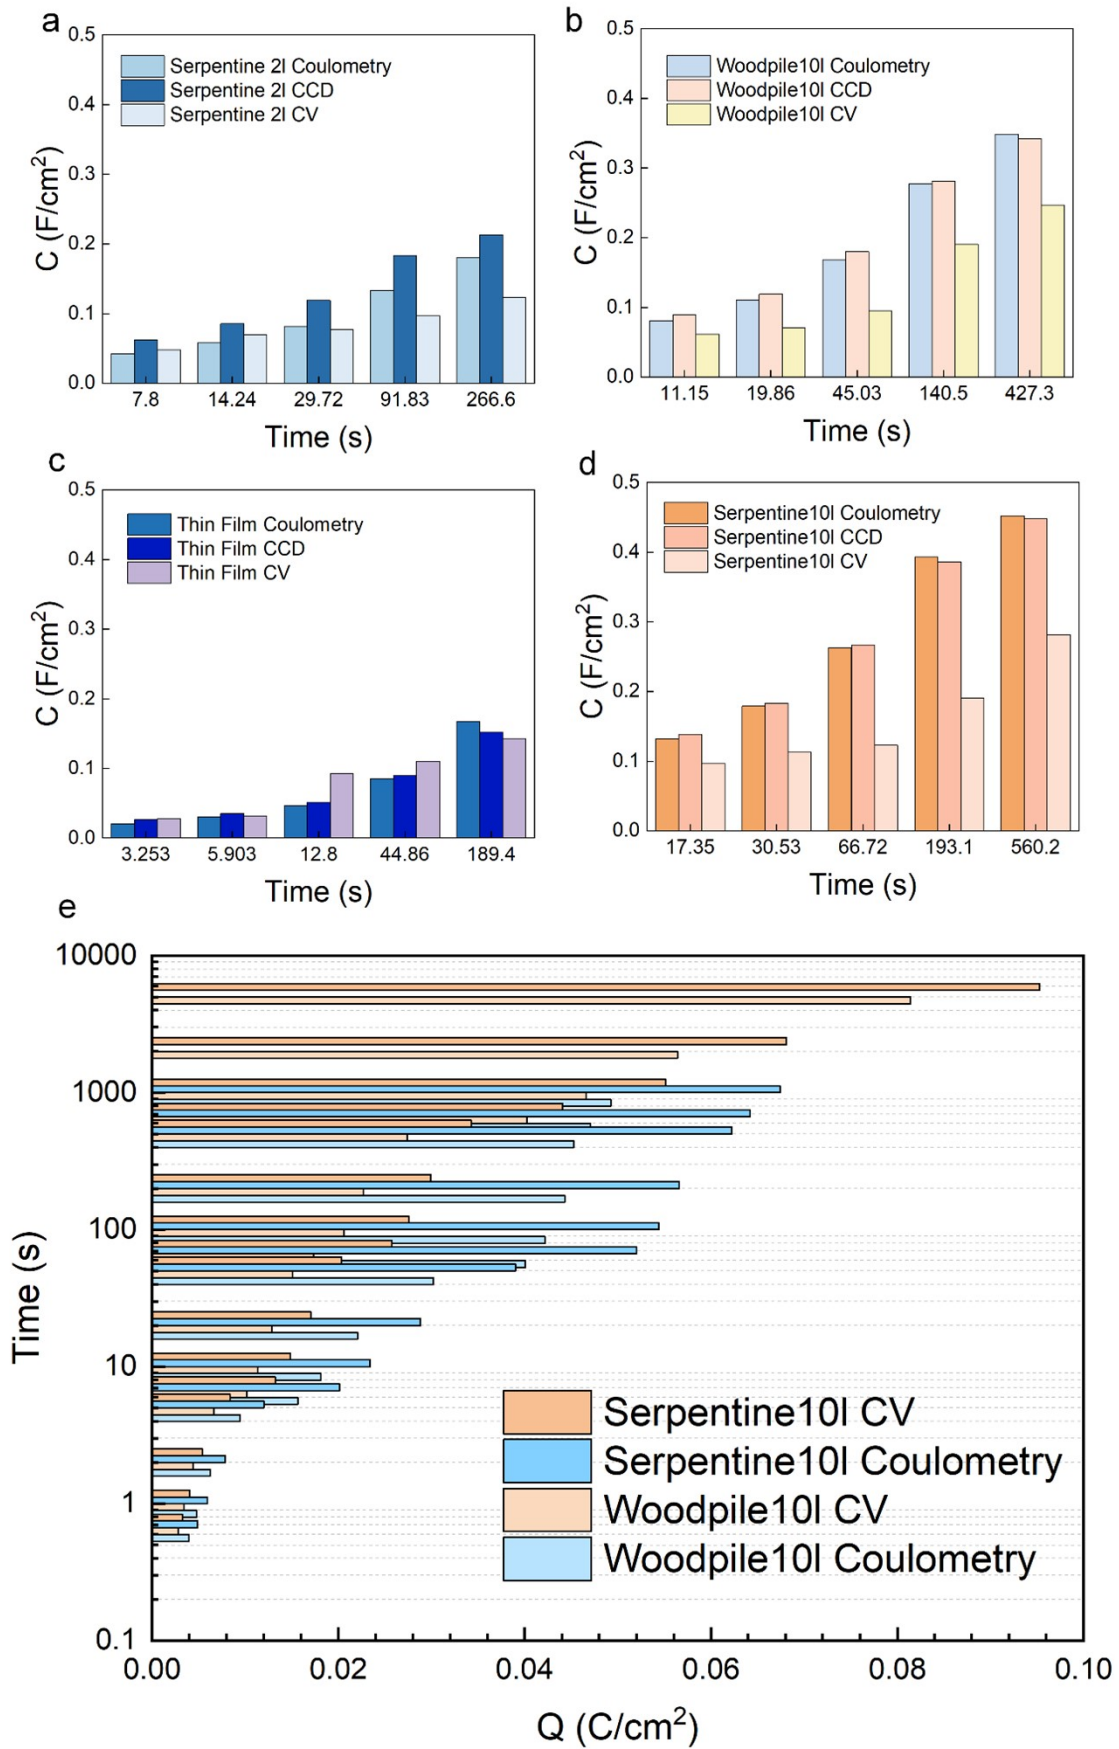 a
0.5
0.4
0.3
0.2
0.1
0.0
C (F/cm²)
Serpentine 2l Coulometry
Serpentine 2l CCD
Serpentine 2l CV
7.8 14.24 29.72 91.83 266.6
Time (s)
b
0.5
0.4
0.3
0.2
0.1
0.0
C (F/cm²)
Woodpile10l Coulometry
Woodpile10l CCD
Woodpile10l CV
11.15 19.86 45.03 140.5 427.3
Time (s)
c
0.5
0.4
0.3
0.2
0.1
0.0
C (F/cm²)
Thin Film Coulometry
Thin Film CCD
Thin Film CV
3.253 5.903 12.8 44.86 189.4
Time (s)
d
0.5
0.4
0.3
0.2
0.1
0.0
C (F/cm²)
Serpentine10l Coulometry
Serpentine10l CCD
Serpentine10l CV
17.35 30.53 66.72 193.1 560.2
Time (s)
e
10000
1000
100
10
1
0.1
Time (s)
Serpentine10l CV
Serpentine10l Coulometry
Woodpile10l CV
Woodpile10l Coulometry
0.00 0.02 0.04 0.06 0.08 0.10
Q (C/cm²)